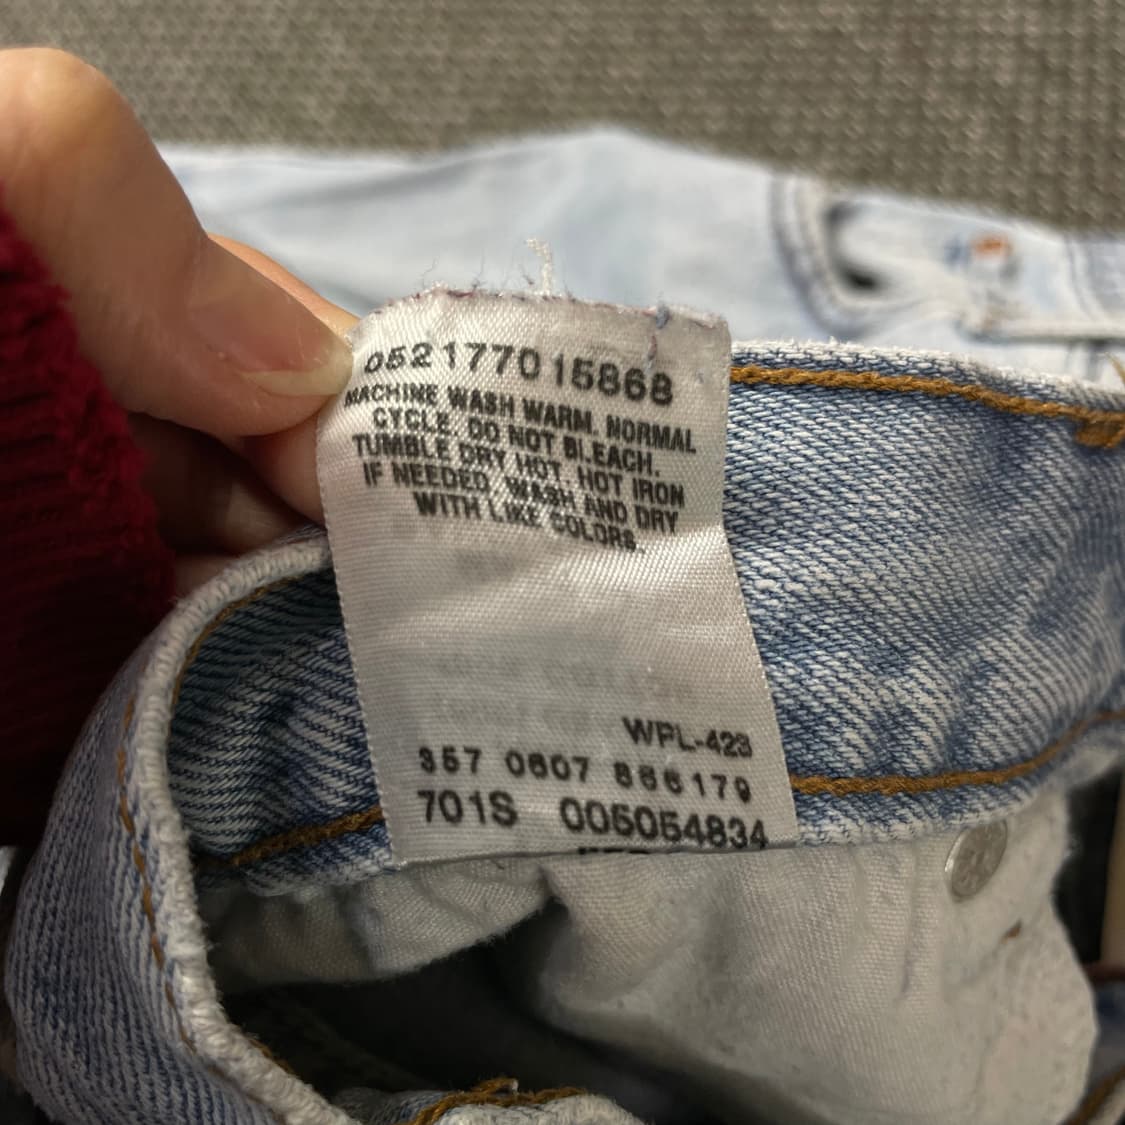 052177015868
MACHINE WASH WARM. NORMAL
CYCLE. DO NOT BLEACH.
TUMBLE DRY HOT. HOT IRON
IF NEEDED. WASH AND DRY
WITH LIKE COLORS.
WPL-423
357 0607 866179
701S 005054834